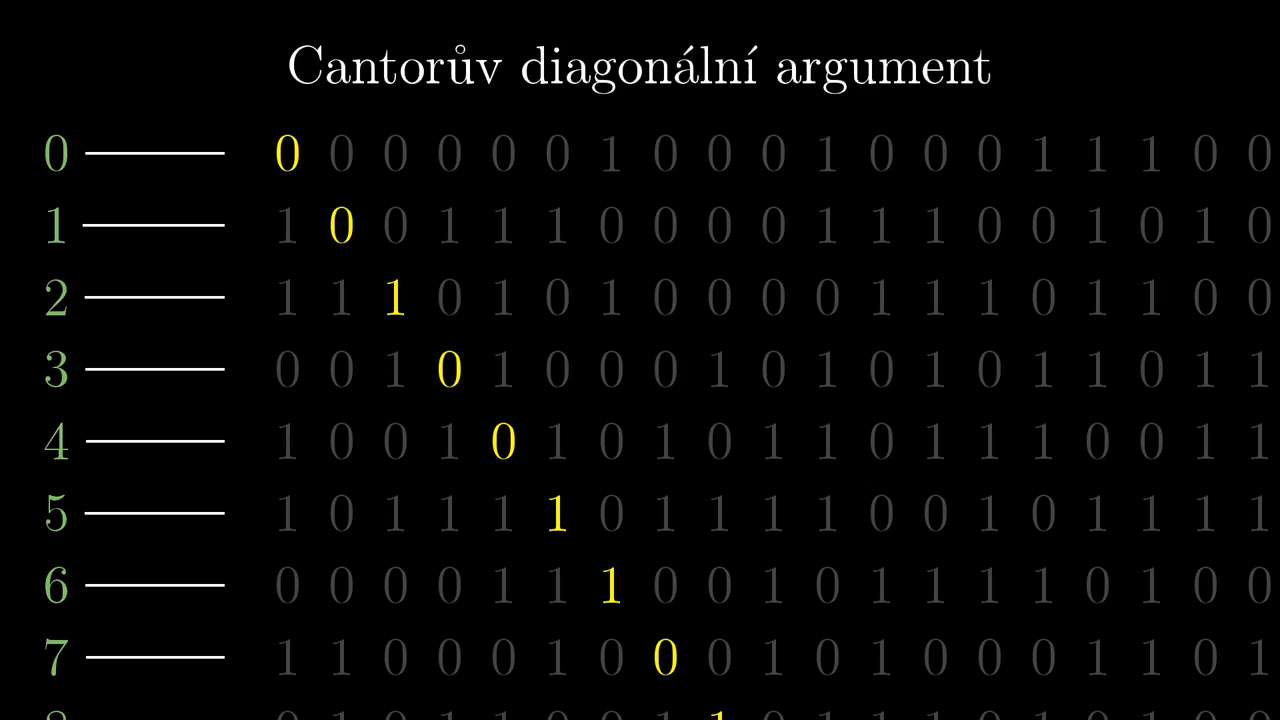 Cantorův diagonální argument
0 0 0 0 0 0 0 1 0 0 0 1 0 0 0 1 1 1 0 0
1 1 0 0 1 1 1 0 0 0 0 1 1 1 0 0 1 0 1 0
2 1 1 1 0 1 0 1 0 0 0 0 1 1 1 0 1 1 0 0
3 0 0 1 0 1 0 0 0 1 0 1 0 1 0 1 1 0 1 1
4 1 0 0 1 0 1 0 1 0 1 1 0 1 1 1 0 0 1 1
5 1 0 1 1 1 1 0 1 1 1 1 0 0 1 0 1 1 1 1
6 0 0 0 0 1 1 1 0 0 1 0 1 1 1 1 0 1 0 0
7 1 1 0 0 0 1 0 0 0 1 0 1 0 0 0 1 1 0 1